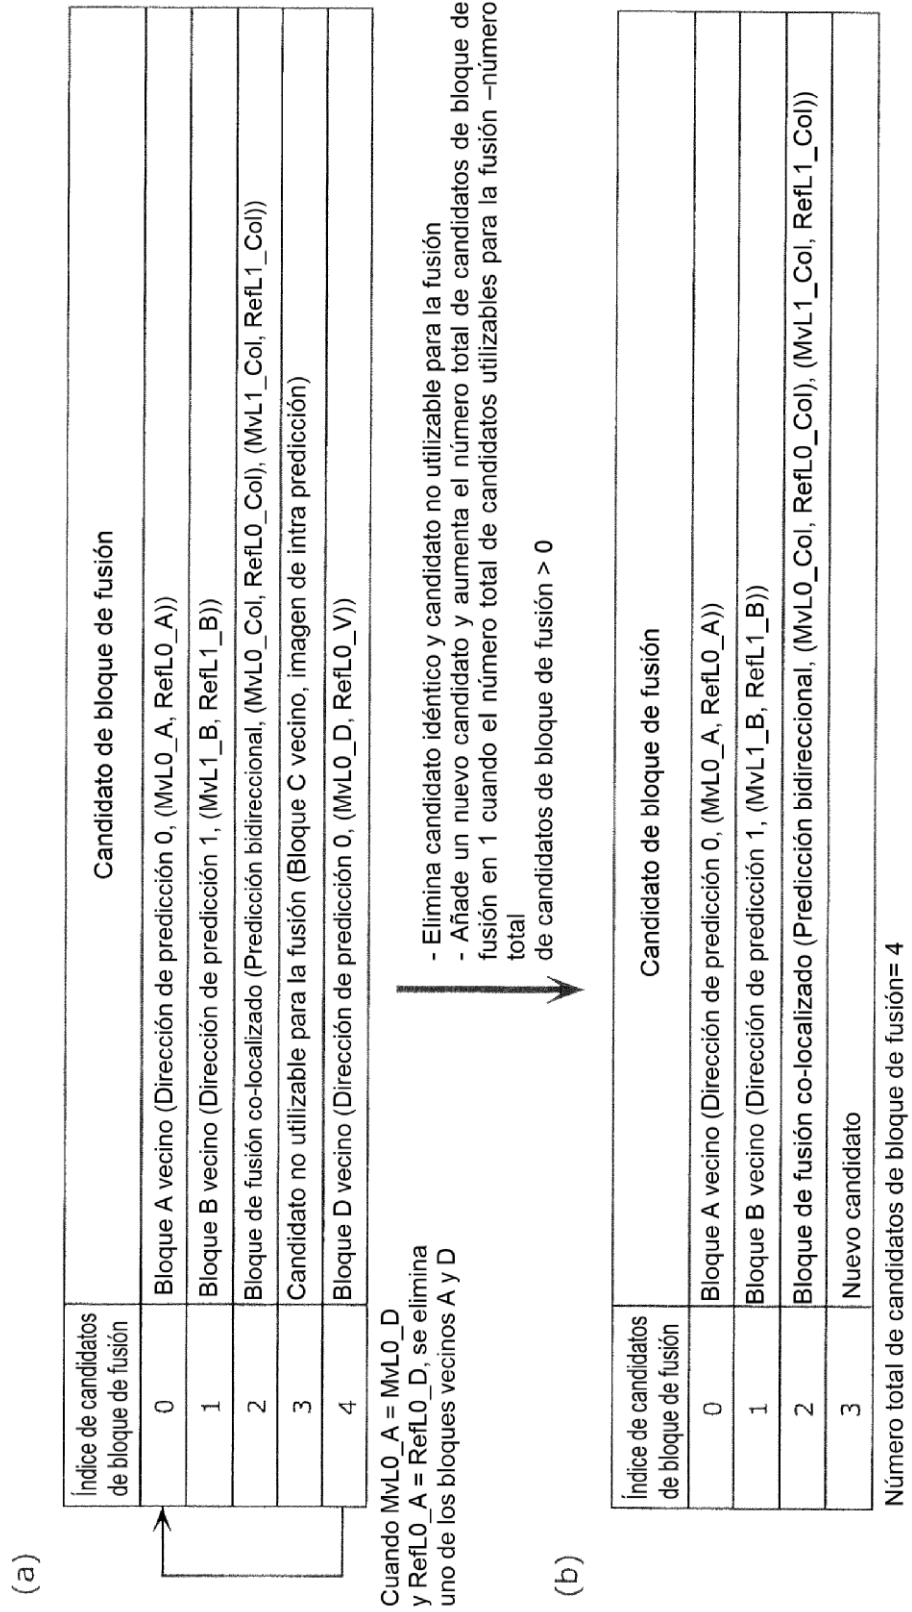 (a)
Índice de candidatos
de bloque de fusión
Candidato de bloque de fusión
0
Bloque A vecino (Dirección de predicción 0, (MvL0_A, RefL0_A))
1
Bloque B vecino (Dirección de predicción 1, (MvL1_B, RefL1_B))
2
Bloque de fusión co-localizado (Predicción bidireccional, (MvL0_Col, RefL0_Col), (MvL1_Col, RefL1_Col))
3
Candidato no utilizable para la fusión (Bloque C vecino, imagen de intra predicción)
4
Bloque D vecino (Dirección de predicción 0, (MvL0_D, RefL0_V))
Cuando MvL0_A = MvL0_D
y RefL0_A = RefL0_D, se elimina
uno de los bloques vecinos A y D
- Elimina candidato idéntico y candidato no utilizable para la fusión
- Añade un nuevo candidato y aumenta el número total de candidatos de bloque de
fusión en 1 cuando el número total de candidatos utilizables para la fusión –número
total
de candidatos de bloque de fusión > 0
(b)
Índice de candidatos
de bloque de fusión
Candidato de bloque de fusión
0
Bloque A vecino (Dirección de predicción 0, (MvL0_A, RefL0_A))
1
Bloque B vecino (Dirección de predicción 1, (MvL1_B, RefL1_B))
2
Bloque de fusión co-localizado (Predicción bidireccional, (MvL0_Col, RefL0_Col), (MvL1_Col, RefL1_Col))
3
Nuevo candidato
Número total de candidatos de bloque de fusión= 4